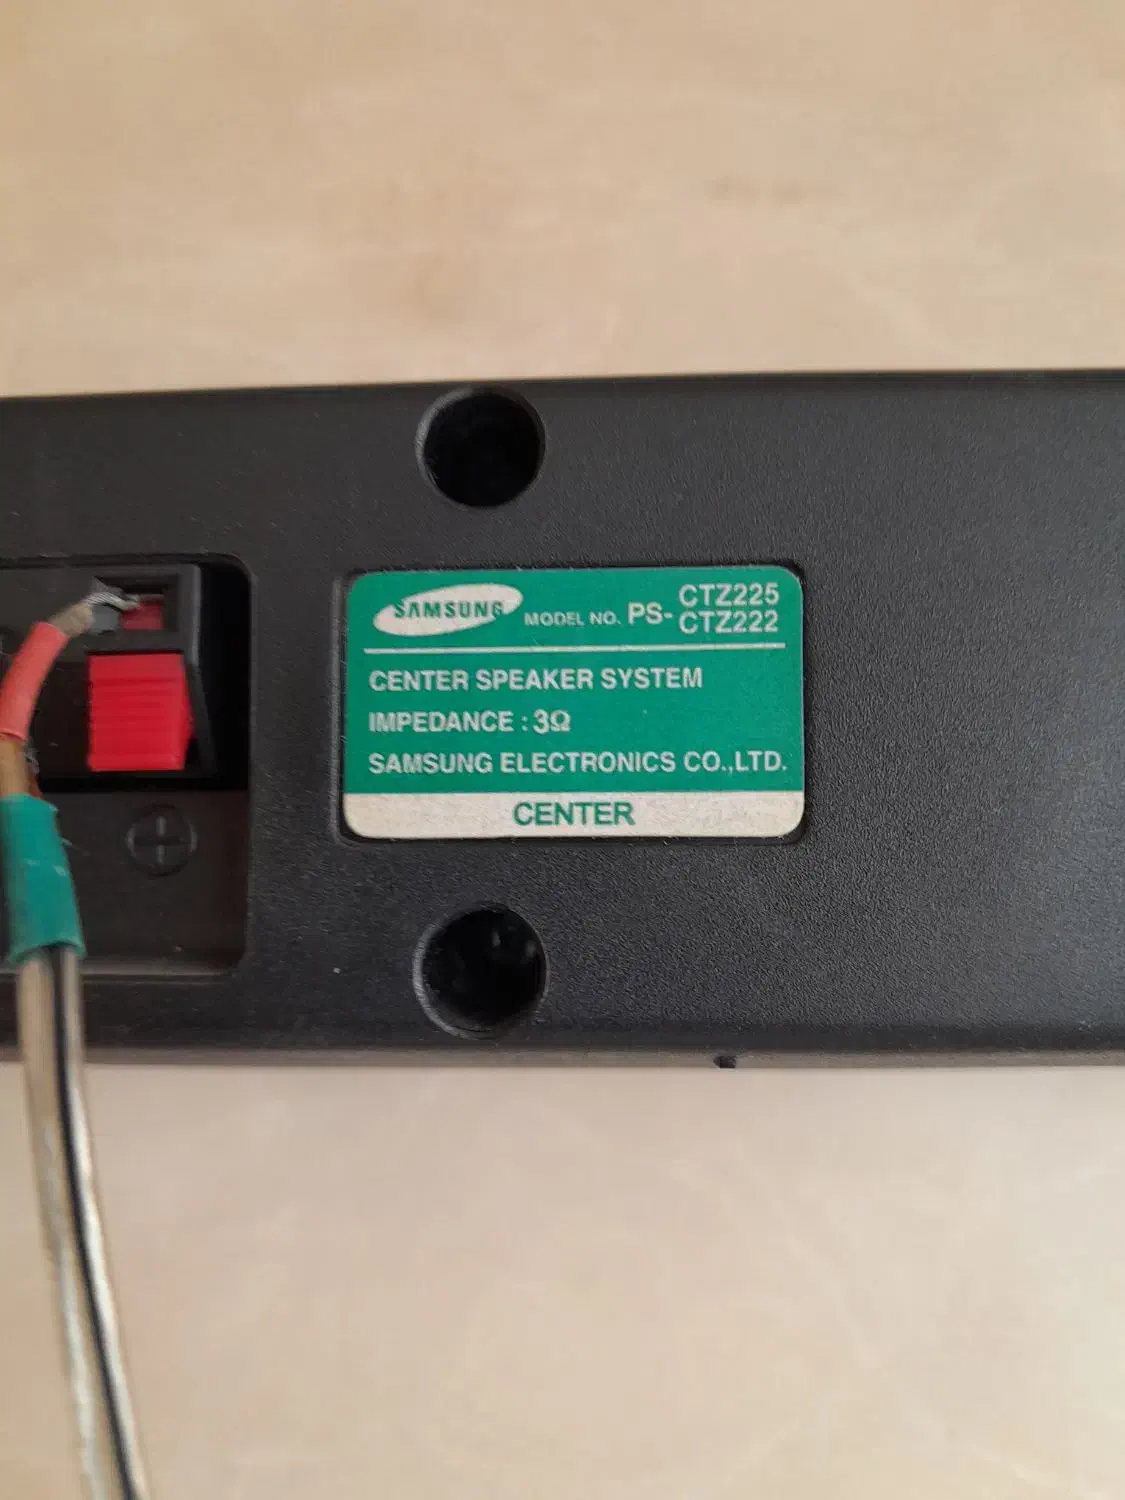 SAMSUNG MODEL NO. PS- CTZ225
CTZ222
CENTER SPEAKER SYSTEM
IMPEDANCE : 3Ω
SAMSUNG ELECTRONICS CO.,LTD.
CENTER
+